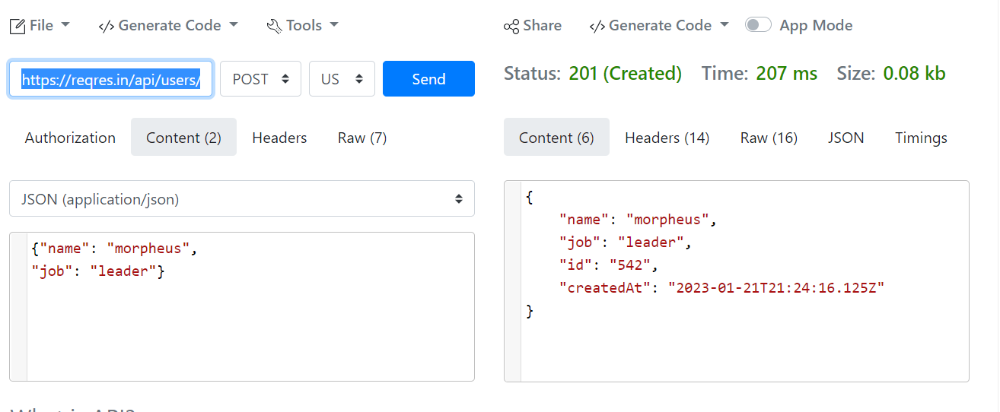 File Generate Code Tools
Share Generate Code App Mode
https://reqres.in/api/users/ POST US Send
Status: 201 (Created) Time: 207 ms Size: 0.08 kb
Authorization Content (2) Headers Raw (7)
Content (6) Headers (14) Raw (16) JSON Timings
JSON (application/json)
{"name": "morpheus",
"job": "leader"}
{
"name": "morpheus",
"job": "leader",
"id": "542",
"createdAt": "2023-01-21T21:24:16.125Z"
}